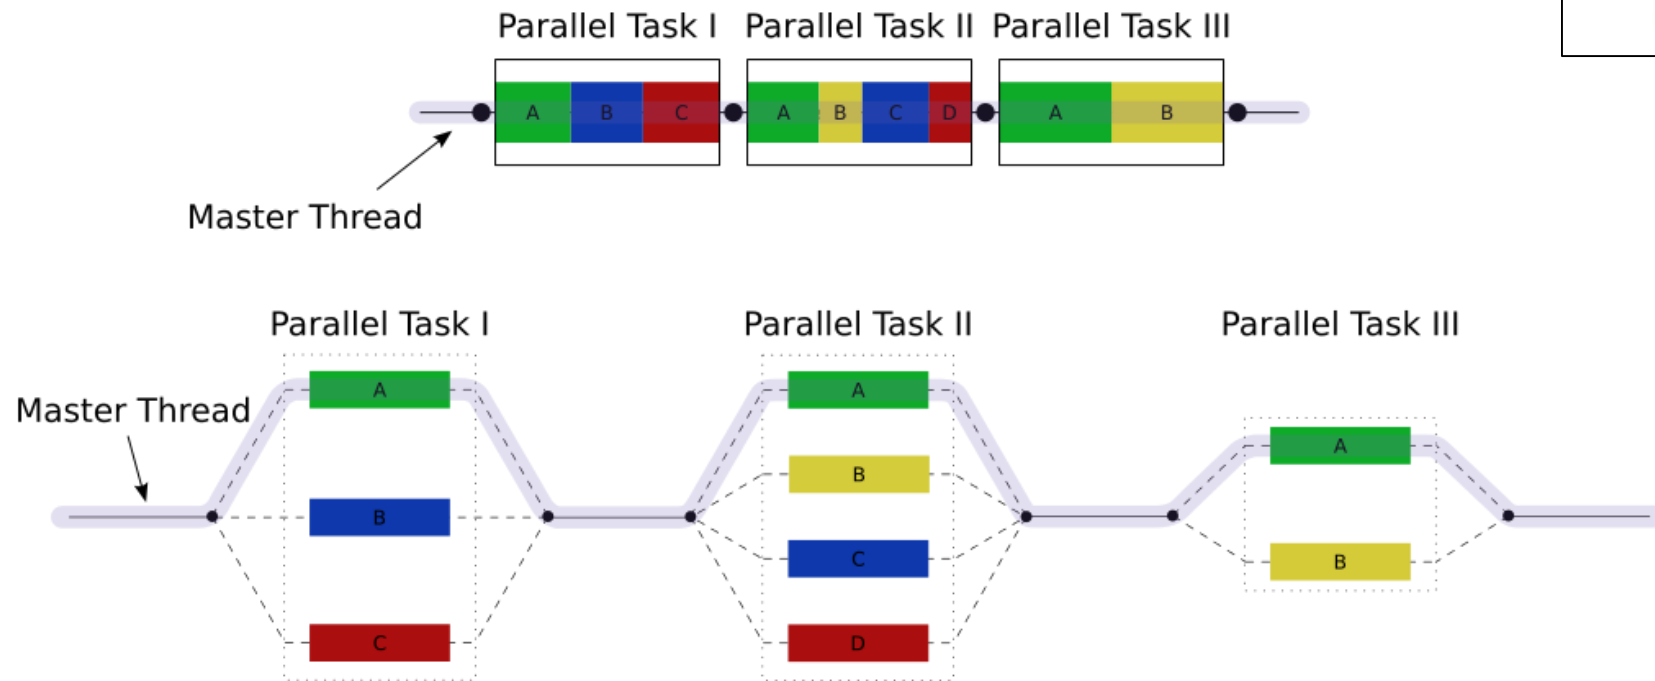 Parallel Task I
Parallel Task II
Parallel Task III
A B C
A B C D
A B
Master Thread
Parallel Task I
Parallel Task II
Parallel Task III
Master Thread
A
B
C
A
B
C
D
A
B